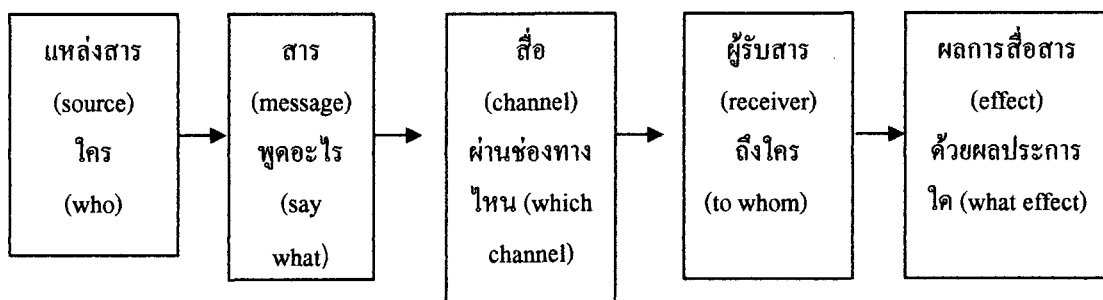 แหล่งสาร
(source)
ใคร
(who)
สาร
(message)
พูดอะไร
(say
what)
สื่อ
(channel)
ผ่านช่องทาง
ไหน (which
channel)
ผู้รับสาร
(receiver)
ถึงใคร
(to whom)
ผลการสื่อสาร
(effect)
ด้วยผลประการ
ใด (what effect)